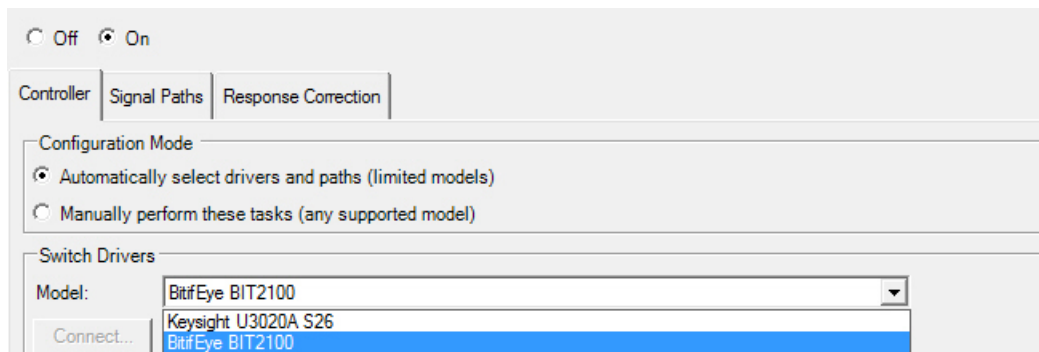 Off On
Controller Signal Paths Response Correction
Configuration Mode
Automatically select drivers and paths (limited models)
Manually perform these tasks (any supported model)
Switch Drivers
Model: BitifEye BIT2100
Keysight U3020A S26
Connect... BitifEye BIT2100